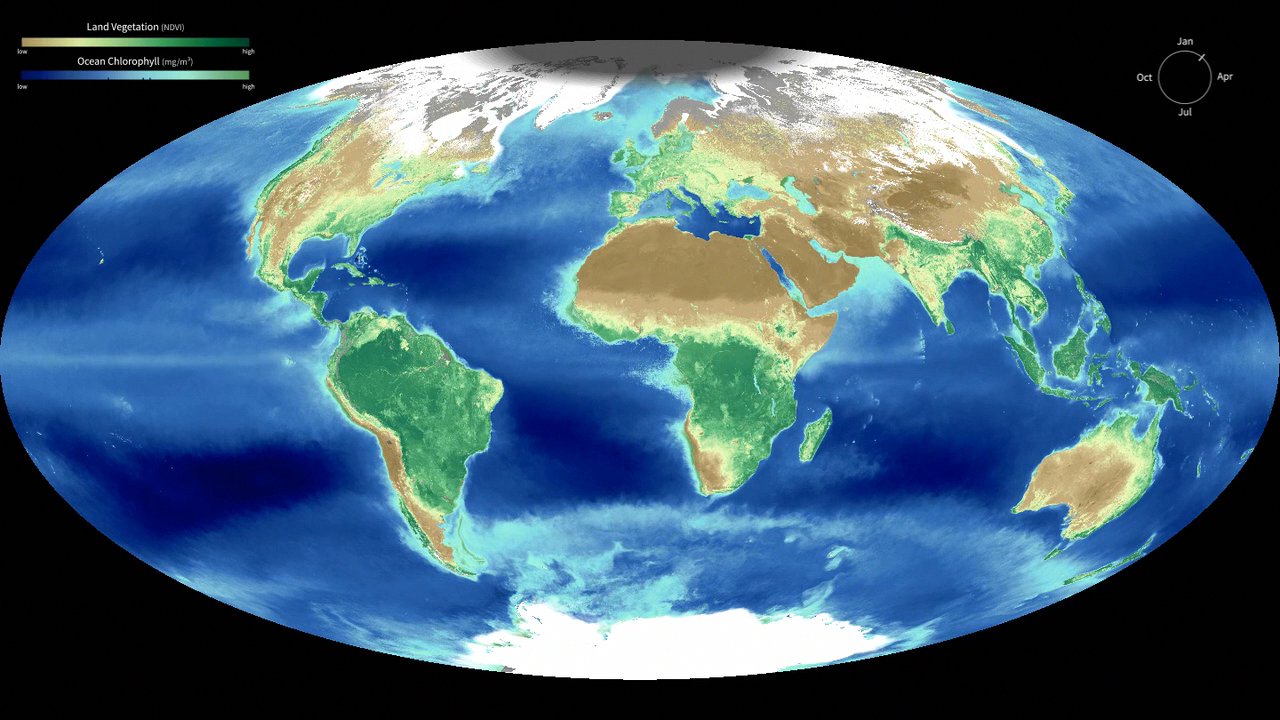 Land Vegetation (NDVI)
low high
Ocean Chlorophyll (mg/m³)
low high
Jan
Oct Apr
Jul